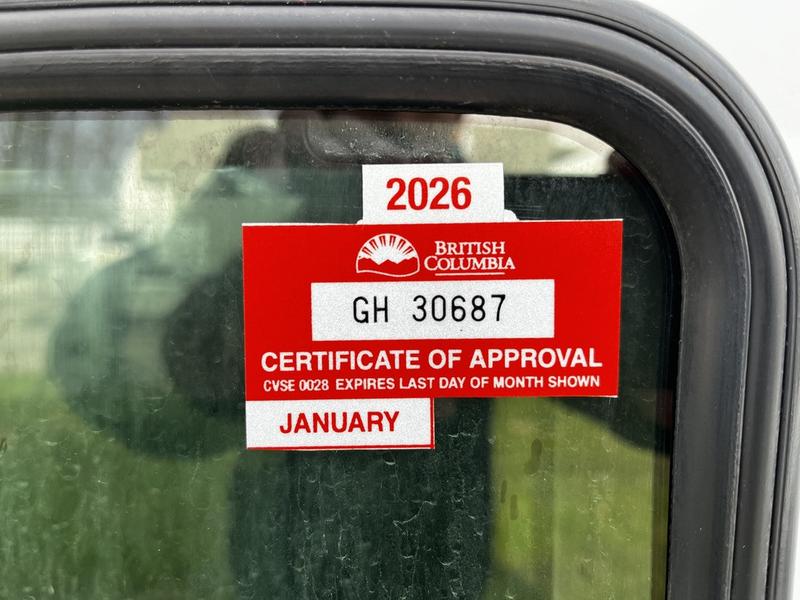 2026
BRITISH
COLUMBIA
GH 30687
CERTIFICATE OF APPROVAL
CVSE 0028 EXPIRES LAST DAY OF MONTH SHOWN
JANUARY